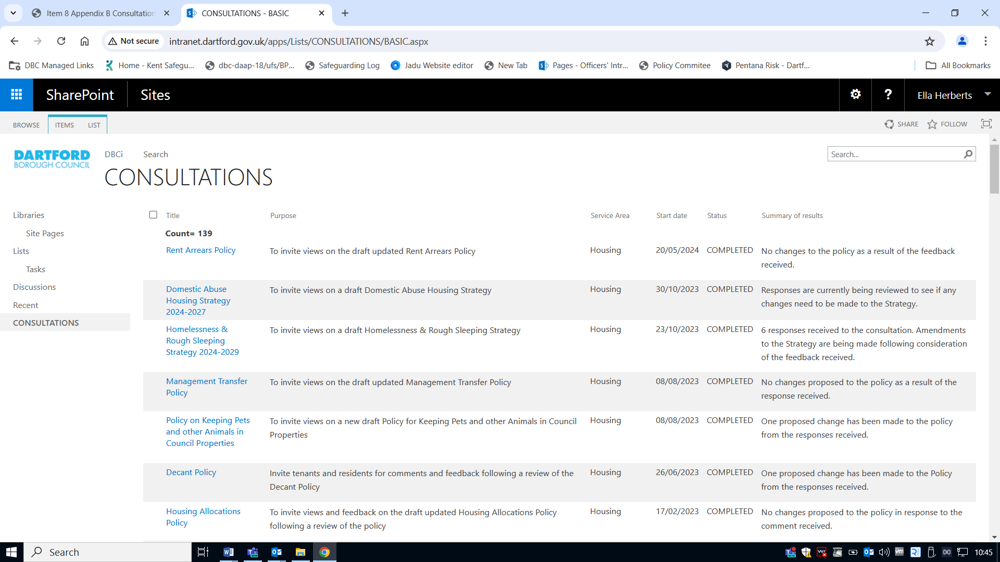 Item 8 Appendix B Consultation
CONSULTATIONS - BASIC
Not secure
intranet.dartford.gov.uk/apps/Lists/CONSULTATIONS/BASIC.aspx
DBC Managed Links
Home - Kent Safegu...
dbc-daap-18/ufs/BP...
Safeguarding Log
Jadu Website editor
New Tab
Pages - Officers' Intr...
Policy Commitee
Pentana Risk - Dartf...
All Bookmarks
SharePoint
Sites
?
Ella Herberts
BROWSE
ITEMS
LIST
SHARE
FOLLOW
DARTFORD
BOROUGH COUNCIL
DBCi
Search
Search...
CONSULTATIONS
Libraries
Site Pages
Lists
Tasks
Discussions
Recent
CONSULTATIONS
Title
Purpose
Service Area
Start date
Status
Summary of results
Count= 139
Rent Arrears Policy
To invite views on the draft updated Rent Arrears Policy
Housing
20/05/2024
COMPLETED
No changes to the policy as a result of the feedback
received.
Domestic Abuse
Housing Strategy
2024-2027
To invite views on a draft Domestic Abuse Housing Strategy
Housing
30/10/2023
COMPLETED
Responses are currently being reviewed to see if any
changes need to be made to the Strategy.
Homelessness &
Rough Sleeping
Strategy 2024-2029
To invite views on a draft Homelessness & Rough Sleeping Strategy
Housing
23/10/2023
COMPLETED
6 responses received to the consultation. Amendments
to the Strategy are being made following consideration
of the feedback received.
Management Transfer
Policy
To invite views on the draft updated Management Transfer Policy
Housing
08/08/2023
COMPLETED
No changes proposed to the policy as a result of the
response received.
Policy on Keeping Pets
and other Animals in
Council Properties
To invite views on a new draft Policy for Keeping Pets and other Animals in Council
Properties
Housing
08/08/2023
COMPLETED
One proposed change has been made to the policy
from the responses received.
Decant Policy
Invite tenants and residents for comments and feedback following a review of the
Decant Policy
Housing
26/06/2023
COMPLETED
One proposed change has been made to the Policy
from the responses received.
Housing Allocations
Policy
To invite views and feedback on the draft updated Housing Allocations Policy
following a review of the policy
Housing
17/02/2023
COMPLETED
No changes proposed to the policy in response to the
comment received.
Search
10:45